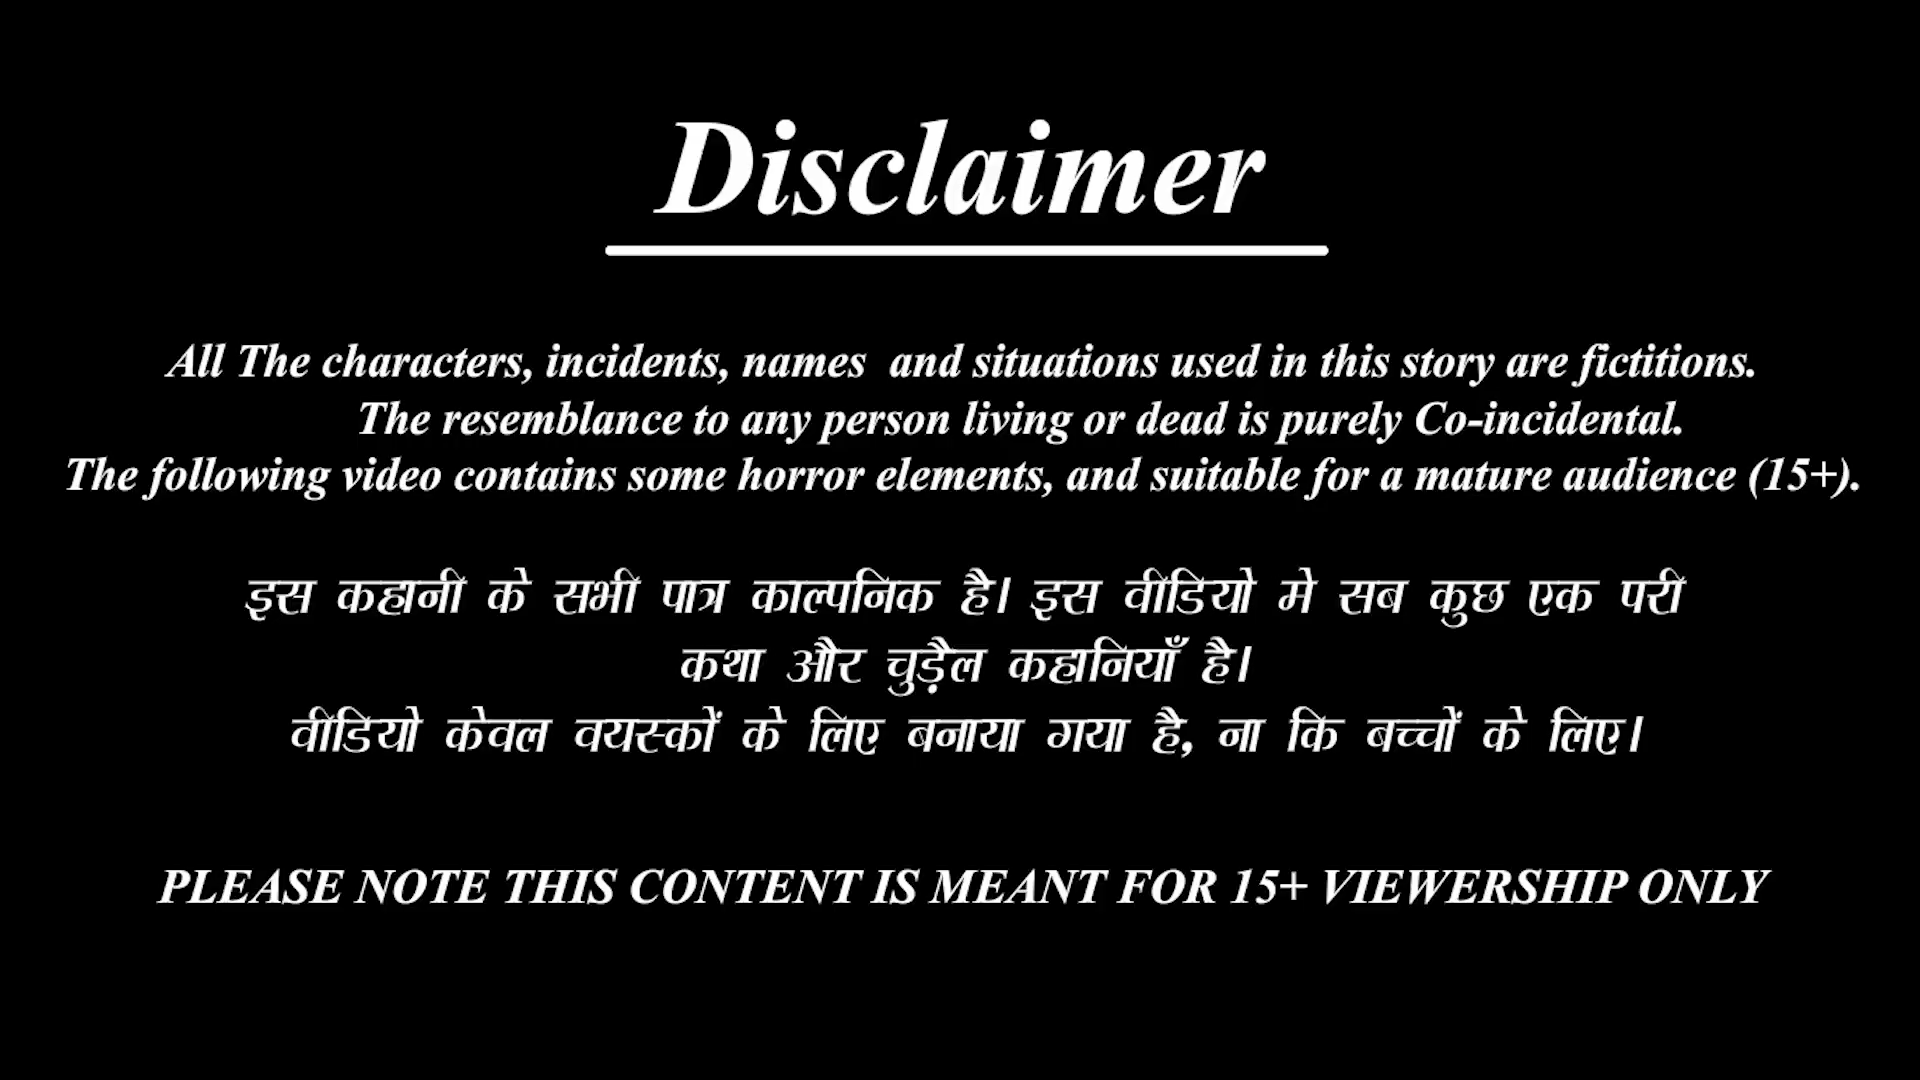 Disclaimer
All The characters, incidents, names and situations used in this story are fictitions.
The resemblance to any person living or dead is purely Co-incidental.
The following video contains some horror elements, and suitable for a mature audience (15+).
इस कहानी के सभी पात्र काल्पनिक है। इस वीडियो मे सब कुछ एक परी
कथा और चुड़ैल कहानियाँ है।
वीडियो केवल वयस्कों के लिए बनाया गया है, ना कि बच्चों के लिए।
PLEASE NOTE THIS CONTENT IS MEANT FOR 15+ VIEWERSHIP ONLY